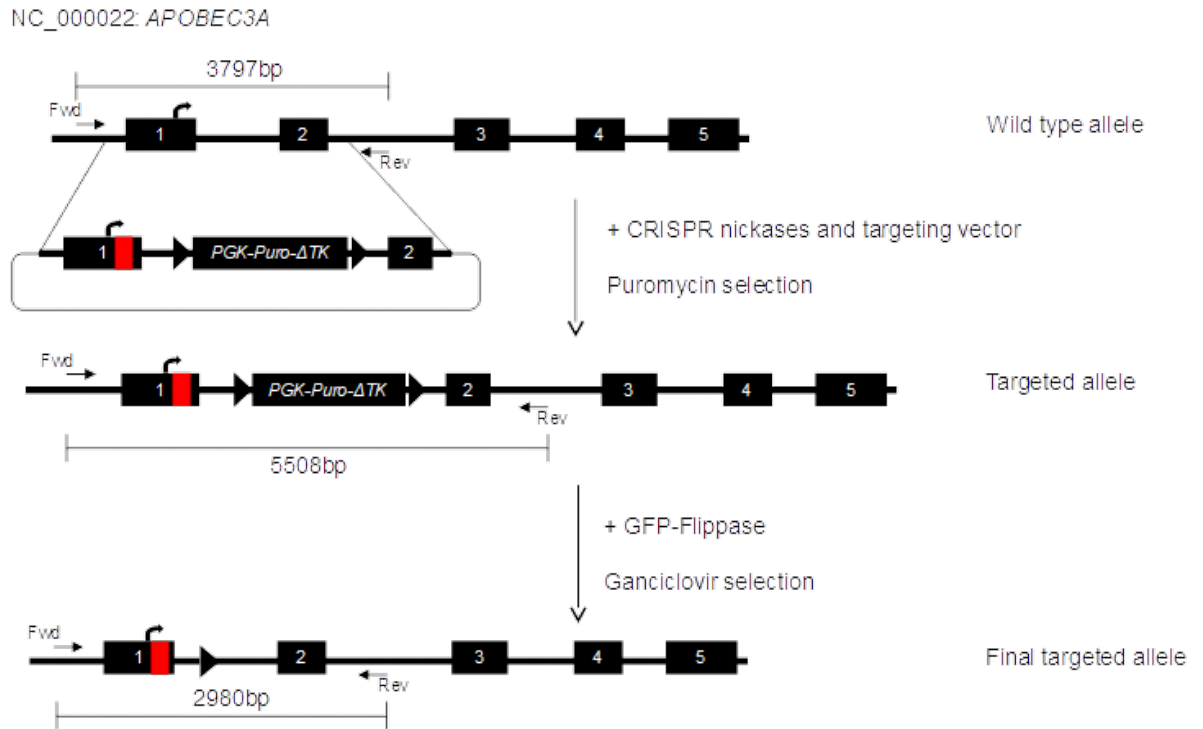 NC_000022: APOBEC3A
3797bp
Fwd
1 2 3 4 5
Rev
Wild type allele
1 PGK-Puro-ΔTK 2
+ CRISPR nickases and targeting vector
Puromycin selection
Fwd
1 PGK-Puro-ΔTK 2 3 4 5
Rev
Targeted allele
5508bp
+ GFP-Flippase
Ganciclovir selection
Fwd
1 2 3 4 5
Rev
Final targeted allele
2980bp